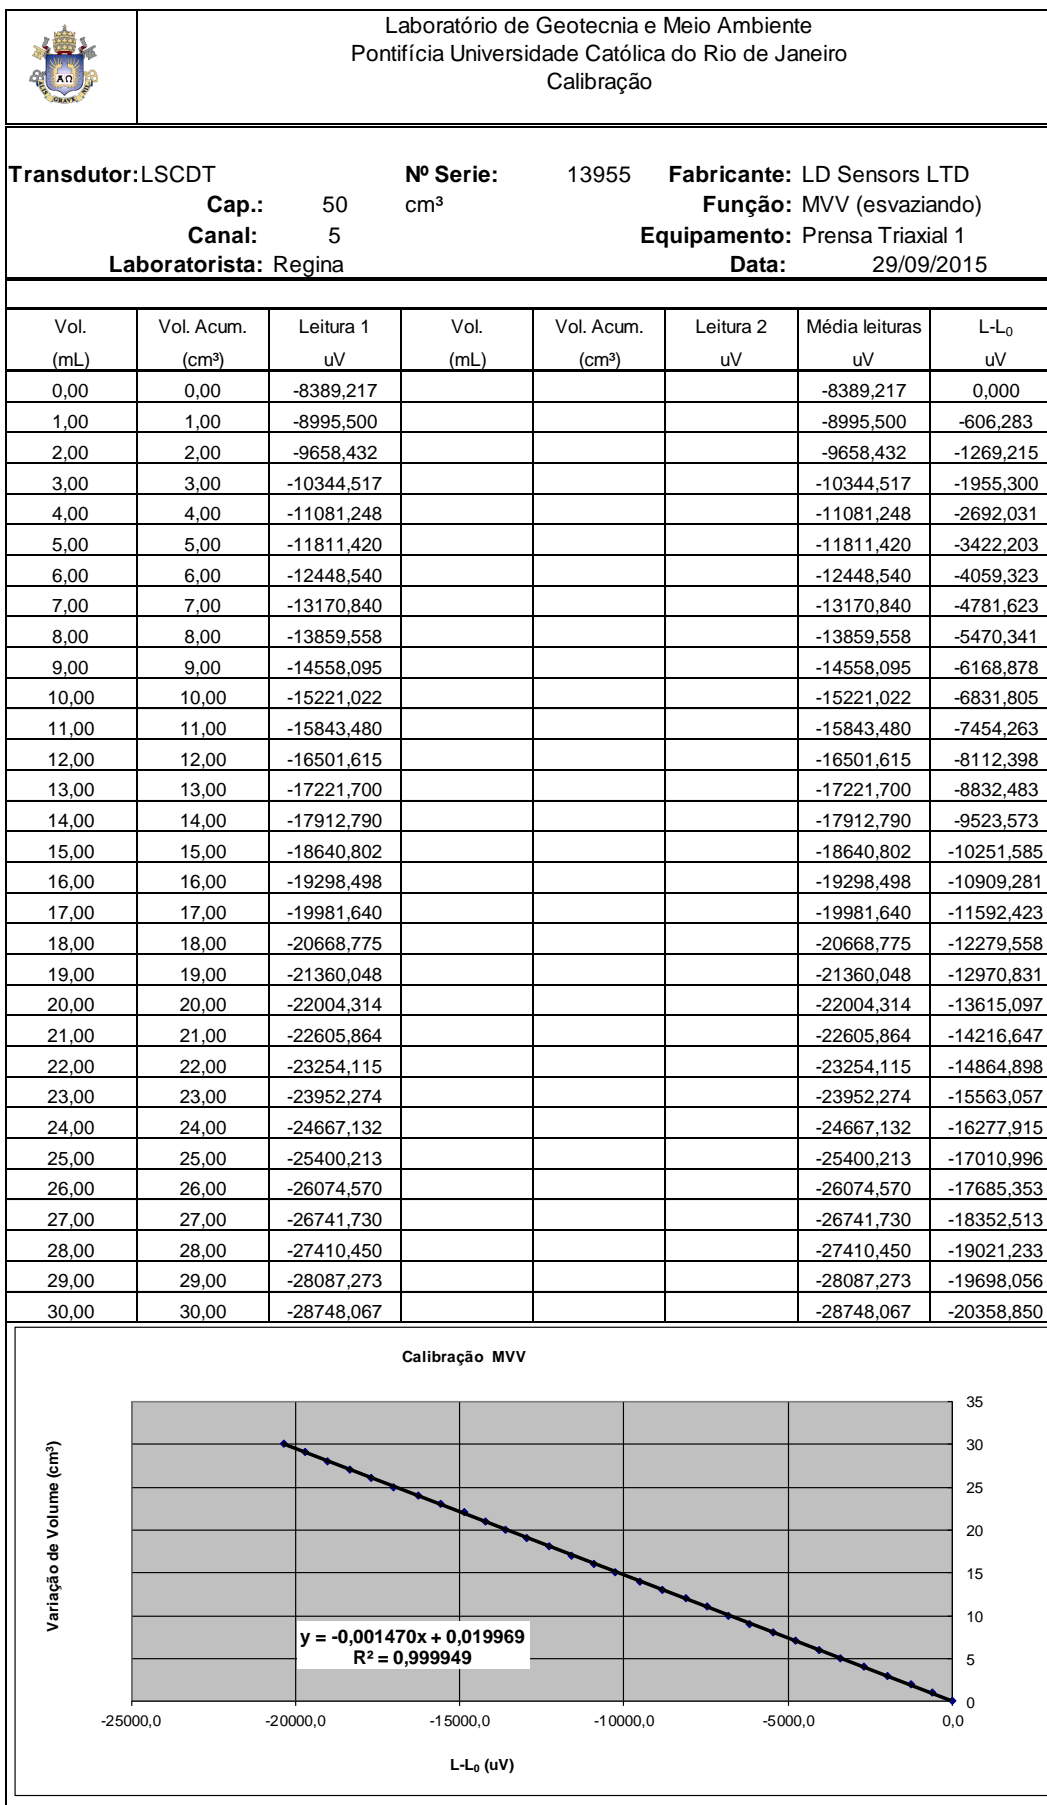 Laboratório de Geotecnia e Meio Ambiente
Pontifícia Universidade Católica do Rio de Janeiro
Calibração
ΑΩ
ALIS GRAVE NIL
Transdutor: LSCDT Nº Serie: 13955 Fabricante: LD Sensors LTD
Cap.: 50 cm³ Função: MVV (esvaziando)
Canal: 5 Equipamento: Prensa Triaxial 1
Laboratorista: Regina Data: 29/09/2015
Vol. Vol. Acum. Leitura 1 Vol. Vol. Acum. Leitura 2 Média leituras L-L₀
(mL) (cm³) uV (mL) (cm³) uV uV uV
0,00 0,00 -8389,217 -8389,217 0,000
1,00 1,00 -8995,500 -8995,500 -606,283
2,00 2,00 -9658,432 -9658,432 -1269,215
3,00 3,00 -10344,517 -10344,517 -1955,300
4,00 4,00 -11081,248 -11081,248 -2692,031
5,00 5,00 -11811,420 -11811,420 -3422,203
6,00 6,00 -12448,540 -12448,540 -4059,323
7,00 7,00 -13170,840 -13170,840 -4781,623
8,00 8,00 -13859,558 -13859,558 -5470,341
9,00 9,00 -14558,095 -14558,095 -6168,878
10,00 10,00 -15221,022 -15221,022 -6831,805
11,00 11,00 -15843,480 -15843,480 -7454,263
12,00 12,00 -16501,615 -16501,615 -8112,398
13,00 13,00 -17221,700 -17221,700 -8832,483
14,00 14,00 -17912,790 -17912,790 -9523,573
15,00 15,00 -18640,802 -18640,802 -10251,585
16,00 16,00 -19298,498 -19298,498 -10909,281
17,00 17,00 -19981,640 -19981,640 -11592,423
18,00 18,00 -20668,775 -20668,775 -12279,558
19,00 19,00 -21360,048 -21360,048 -12970,831
20,00 20,00 -22004,314 -22004,314 -13615,097
21,00 21,00 -22605,864 -22605,864 -14216,647
22,00 22,00 -23254,115 -23254,115 -14864,898
23,00 23,00 -23952,274 -23952,274 -15563,057
24,00 24,00 -24667,132 -24667,132 -16277,915
25,00 25,00 -25400,213 -25400,213 -17010,996
26,00 26,00 -26074,570 -26074,570 -17685,353
27,00 27,00 -26741,730 -26741,730 -18352,513
28,00 28,00 -27410,450 -27410,450 -19021,233
29,00 29,00 -28087,273 -28087,273 -19698,056
30,00 30,00 -28748,067 -28748,067 -20358,850
Calibração MVV
Variação de Volume (cm³)
35
30
25
20
15
10
5
0
y = -0,001470x + 0,019969
R² = 0,999949
-25000,0 -20000,0 -15000,0 -10000,0 -5000,0 0,0
L-L₀ (uV)